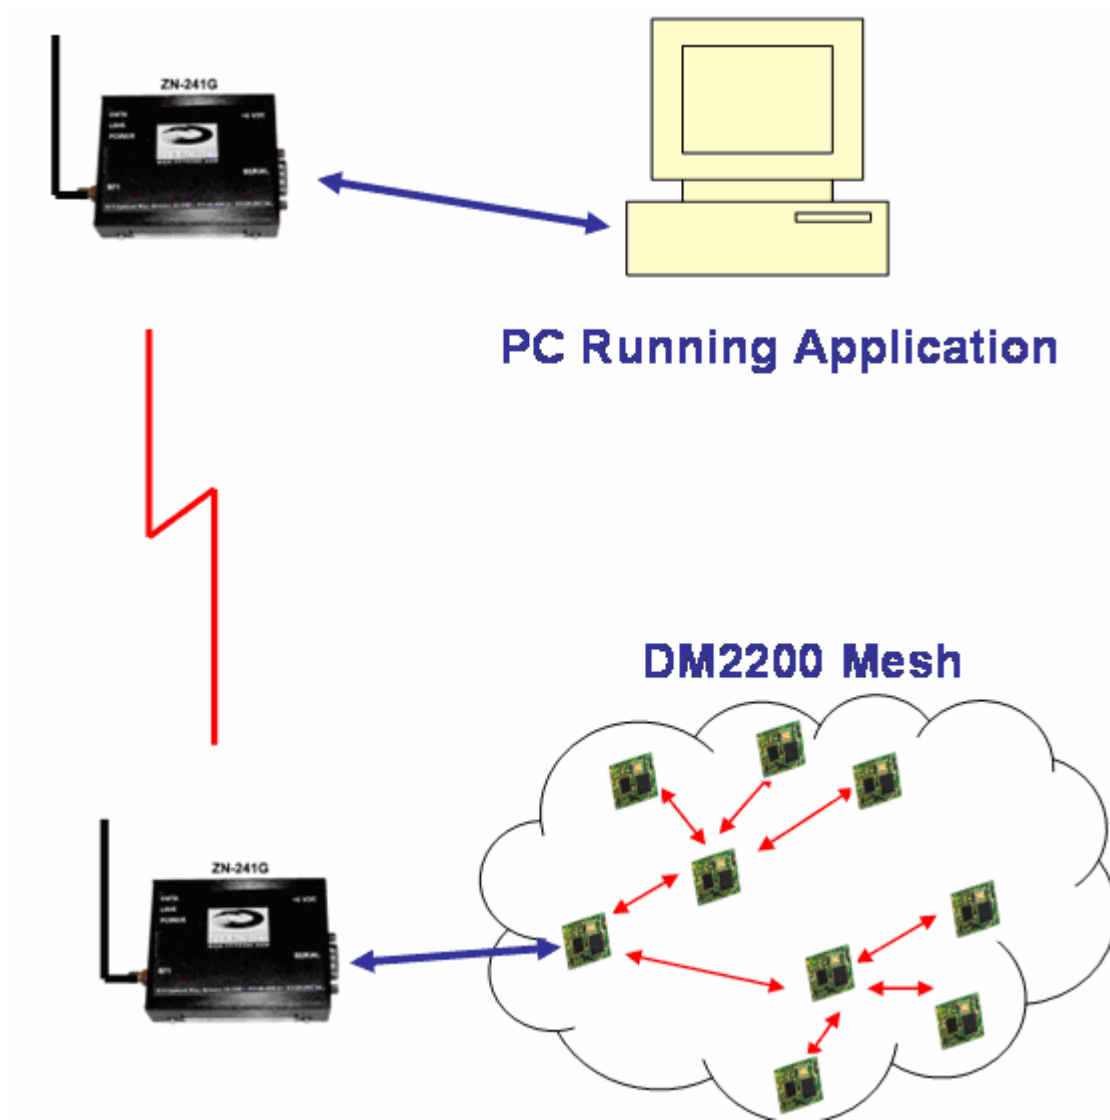 ZN-241G
DATA
LINK
POWER
+6 VDC
SERIAL
RF1
PC Running Application
DM2200 Mesh
ZN-241G
DATA
LINK
POWER
+6 VDC
SERIAL
RF1